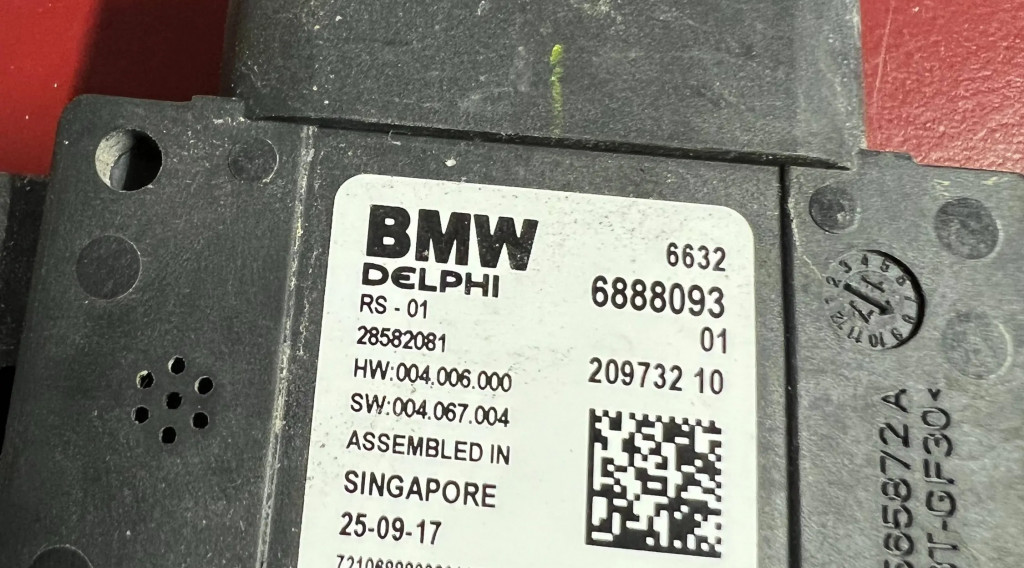 BMW
DELPHI
RS - 01
28582081
HW:004.006.000
SW:004.067.004
ASSEMBLED IN
SINGAPORE
25-09-17
6632
6888093
01
209732 10
17